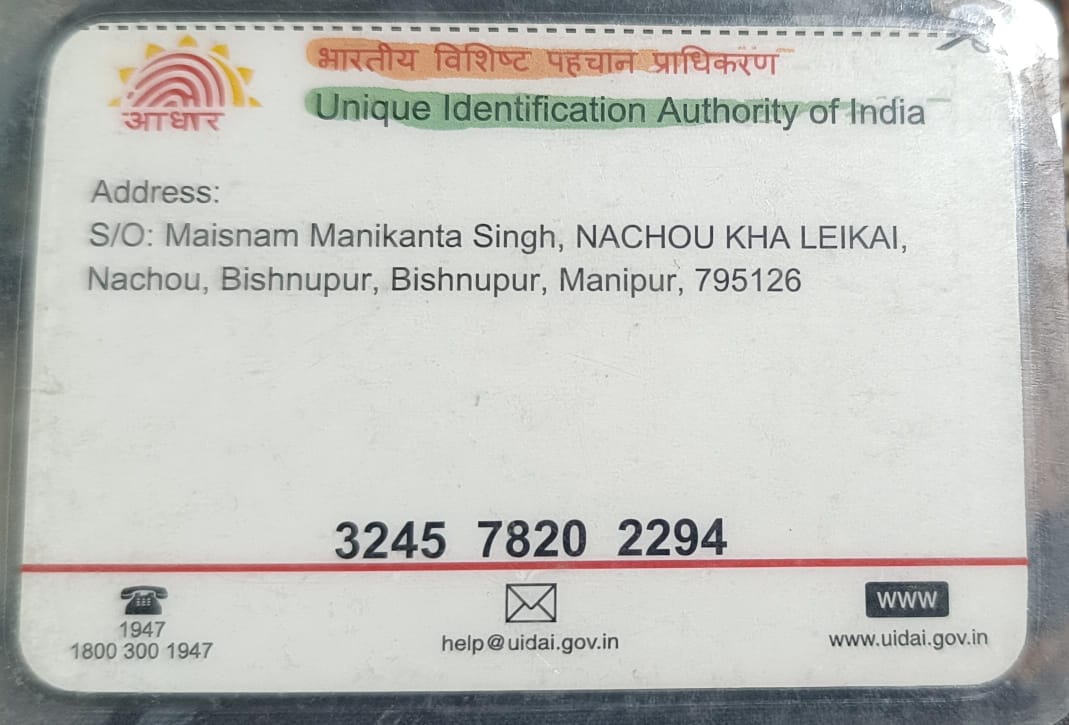 भारतीय विशिष्ट पहचान प्राधिकरण
आधार
Unique Identification Authority of India
Address:
S/O: Maisnam Manikanta Singh, NACHOU KHA LEIKAI,
Nachou, Bishnupur, Bishnupur, Manipur, 795126
3245 7820 2294
1947
1800 300 1947
help@uidai.gov.in
www
www.uidai.gov.in